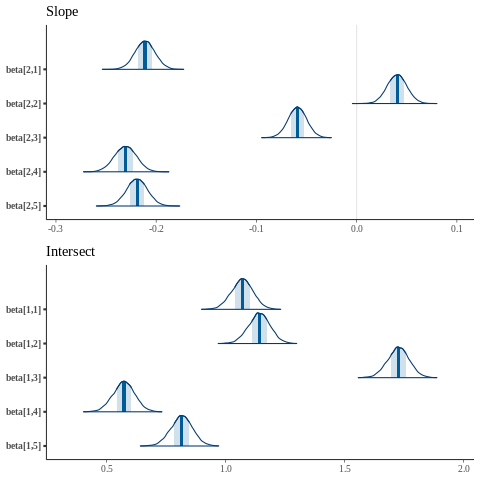 Slope
beta[2,1]
beta[2,2]
beta[2,3]
beta[2,4]
beta[2,5]
-0.3 -0.2 -0.1 0.0 0.1
Intersect
beta[1,1]
beta[1,2]
beta[1,3]
beta[1,4]
beta[1,5]
0.5 1.0 1.5 2.0